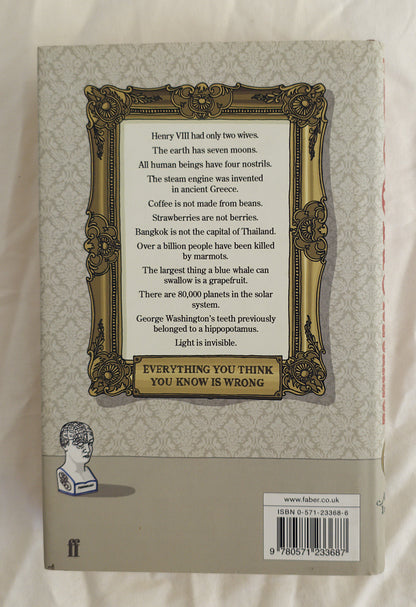 Henry VIII had only two wives.
The earth has seven moons.
All human beings have four nostrils.
The steam engine was invented
in ancient Greece.
Coffee is not made from beans.
Strawberries are not berries.
Bangkok is not the capital of Thailand.
Over a billion people have been killed
by marmots.
The largest thing a blue whale can
swallow is a grapefruit.
There are 80,000 planets in the solar
system.
George Washington's teeth previously
belonged to a hippopotamus.
Light is invisible.
EVERYTHING YOU THINK
YOU KNOW IS WRONG
www.faber.co.uk
ISBN 0-571-23368-6
9 780571 233687
ff